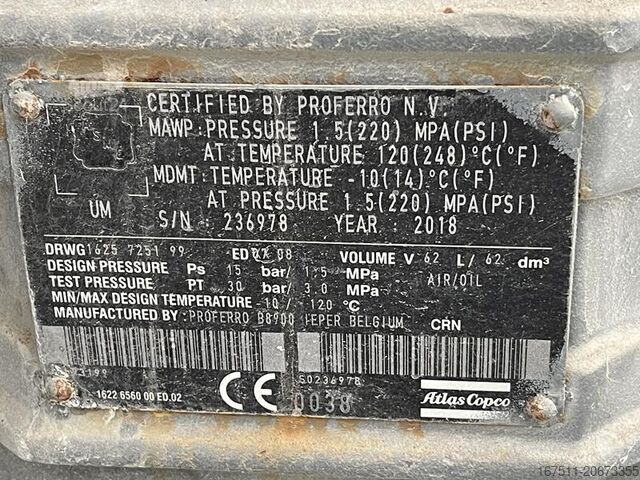 CERTIFIED BY PROFERRO N.V.
MAWP:PRESSURE 1.5(220) MPA(PSI)
AT TEMPERATURE 120(248)°C(°F)
MDMT:TEMPERATURE -10(14)°C(°F)
AT PRESSURE 1.5(220) MPA(PSI)
UM
S/N: 236978 YEAR: 2018
DRWG 1625 7251 99 ED 08 VOLUME V 62 L/ 62 dm³
DESIGN PRESSURE Ps 15 bar/ 1.5 MPa AIR/OIL
TEST PRESSURE PT 30 bar/ 3.0 MPa
MIN/MAX DESIGN TEMPERATURE -10 / 120 °C
MANUFACTURED BY: PROFERRO B8900 IEPER BELGIUM CRN
50236978
1622 6560 00 ED.02 CE 0038 Atlas Copco
167511-20673355